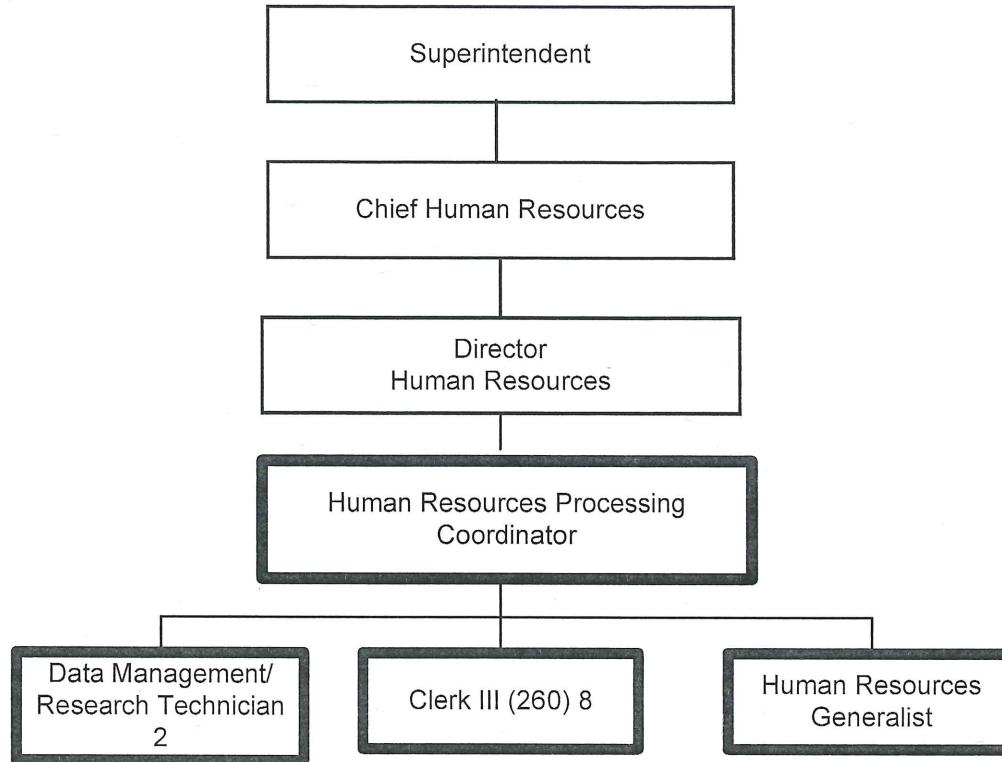 Superintendent
Chief Human Resources
Director
Human Resources
Human Resources Processing
Coordinator
Data Management/
Research Technician
2
Clerk III (260) 8
Human Resources
Generalist